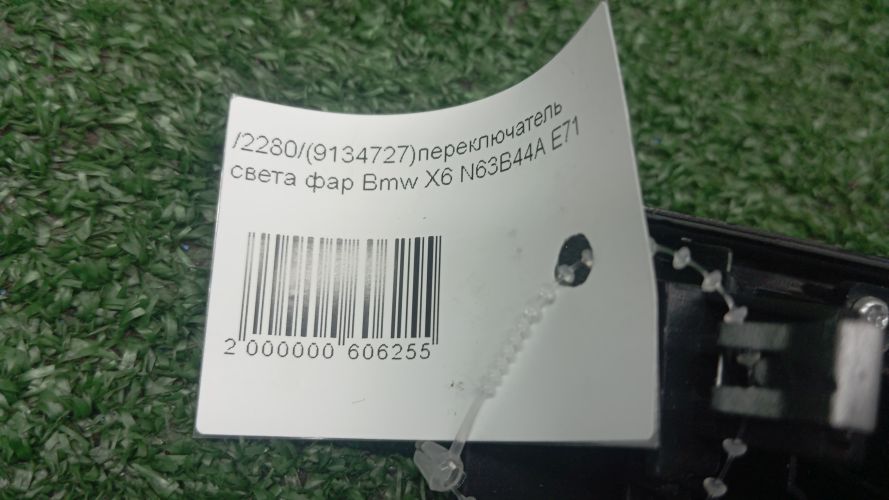 /2280/(9134727)переключатель
света фар Bmw X6 N63B44A E71
2 000000 606255